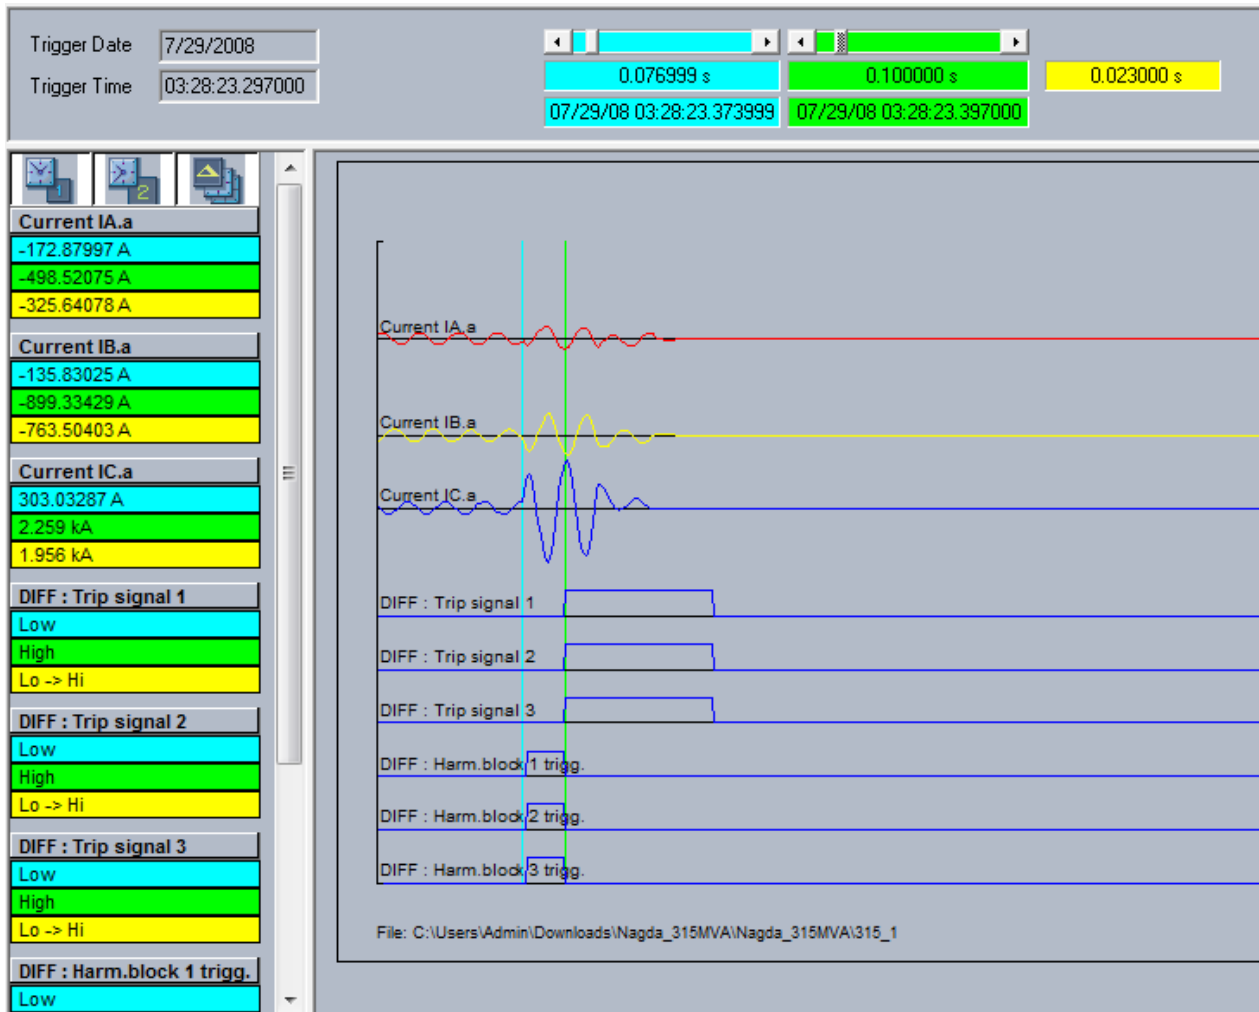 Trigger Date 7/29/2008
Trigger Time 03:28:23.297000
0.076999 s 0.100000 s 0.023000 s
07/29/08 03:28:23.373999 07/29/08 03:28:23.397000
1 2
Current IA.a
-172.87997 A
-498.52075 A
-325.64078 A
Current IB.a
-135.83025 A
-899.33429 A
-763.50403 A
Current IC.a
303.03287 A
2.259 kA
1.956 kA
DIFF : Trip signal 1
Low
High
Lo -> Hi
DIFF : Trip signal 2
Low
High
Lo -> Hi
DIFF : Trip signal 3
Low
High
Lo -> Hi
DIFF : Harm.block 1 trigg.
Low
Current IA.a
Current IB.a
Current IC.a
DIFF : Trip signal 1
DIFF : Trip signal 2
DIFF : Trip signal 3
DIFF : Harm.block 1 trigg.
DIFF : Harm.block 2 trigg.
DIFF : Harm.block 3 trigg.
File: C:\Users\Admin\Downloads\Nagda_315MVA\Nagda_315MVA\315_1